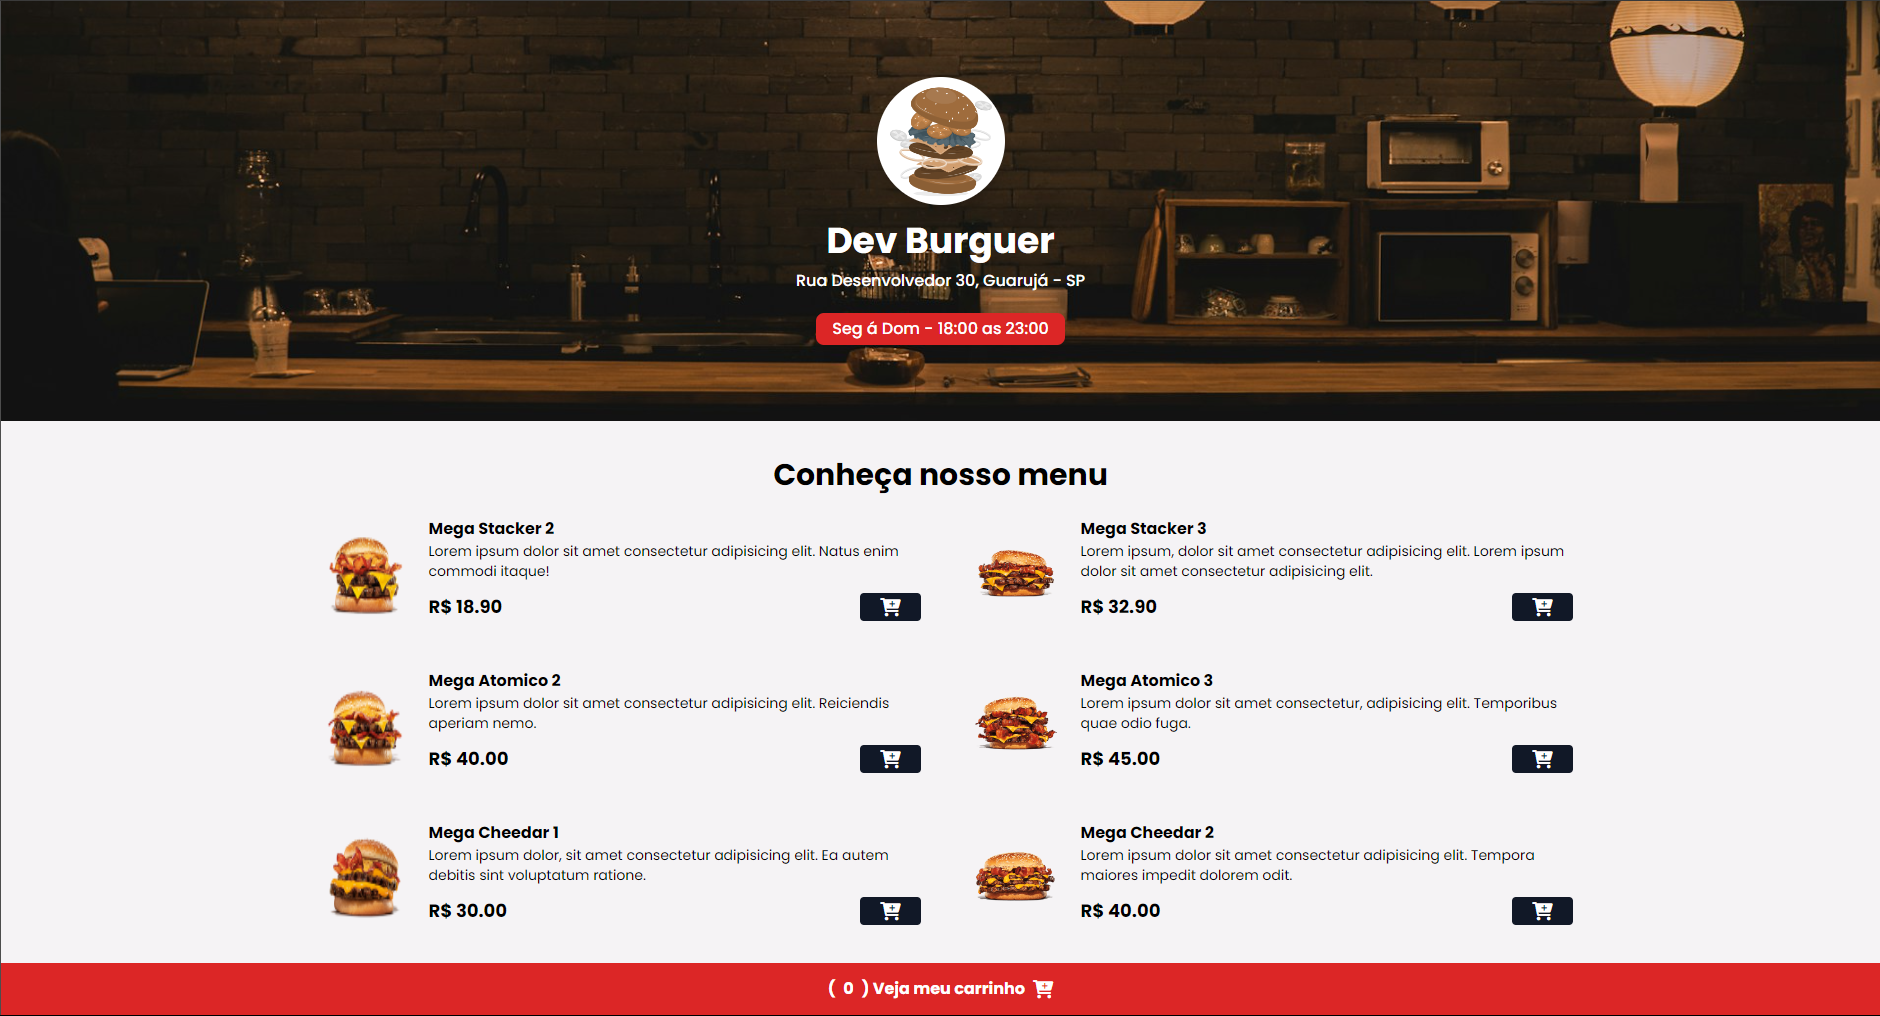 Dev Burguer
Rua Desenvolvedor 30, Guarujá - SP
Seg á Dom - 18:00 as 23:00
Conheça nosso menu
Mega Stacker 2
Lorem ipsum dolor sit amet consectetur adipisicing elit. Natus enim
commodi itaque!
R$ 18.90
Mega Stacker 3
Lorem ipsum, dolor sit amet consectetur adipisicing elit. Lorem ipsum
dolor sit amet consectetur adipisicing elit.
R$ 32.90
Mega Atomico 2
Lorem ipsum dolor sit amet consectetur adipisicing elit. Reiciendis
aperiam nemo.
R$ 40.00
Mega Atomico 3
Lorem ipsum dolor sit amet consectetur, adipisicing elit. Temporibus
quae odio fuga.
R$ 45.00
Mega Cheedar 1
Lorem ipsum dolor, sit amet consectetur adipisicing elit. Ea autem
debitis sint voluptatum ratione.
R$ 30.00
Mega Cheedar 2
Lorem ipsum dolor sit amet consectetur adipisicing elit. Tempora
maiores impedit dolorem odit.
R$ 40.00
( 0 ) Veja meu carrinho